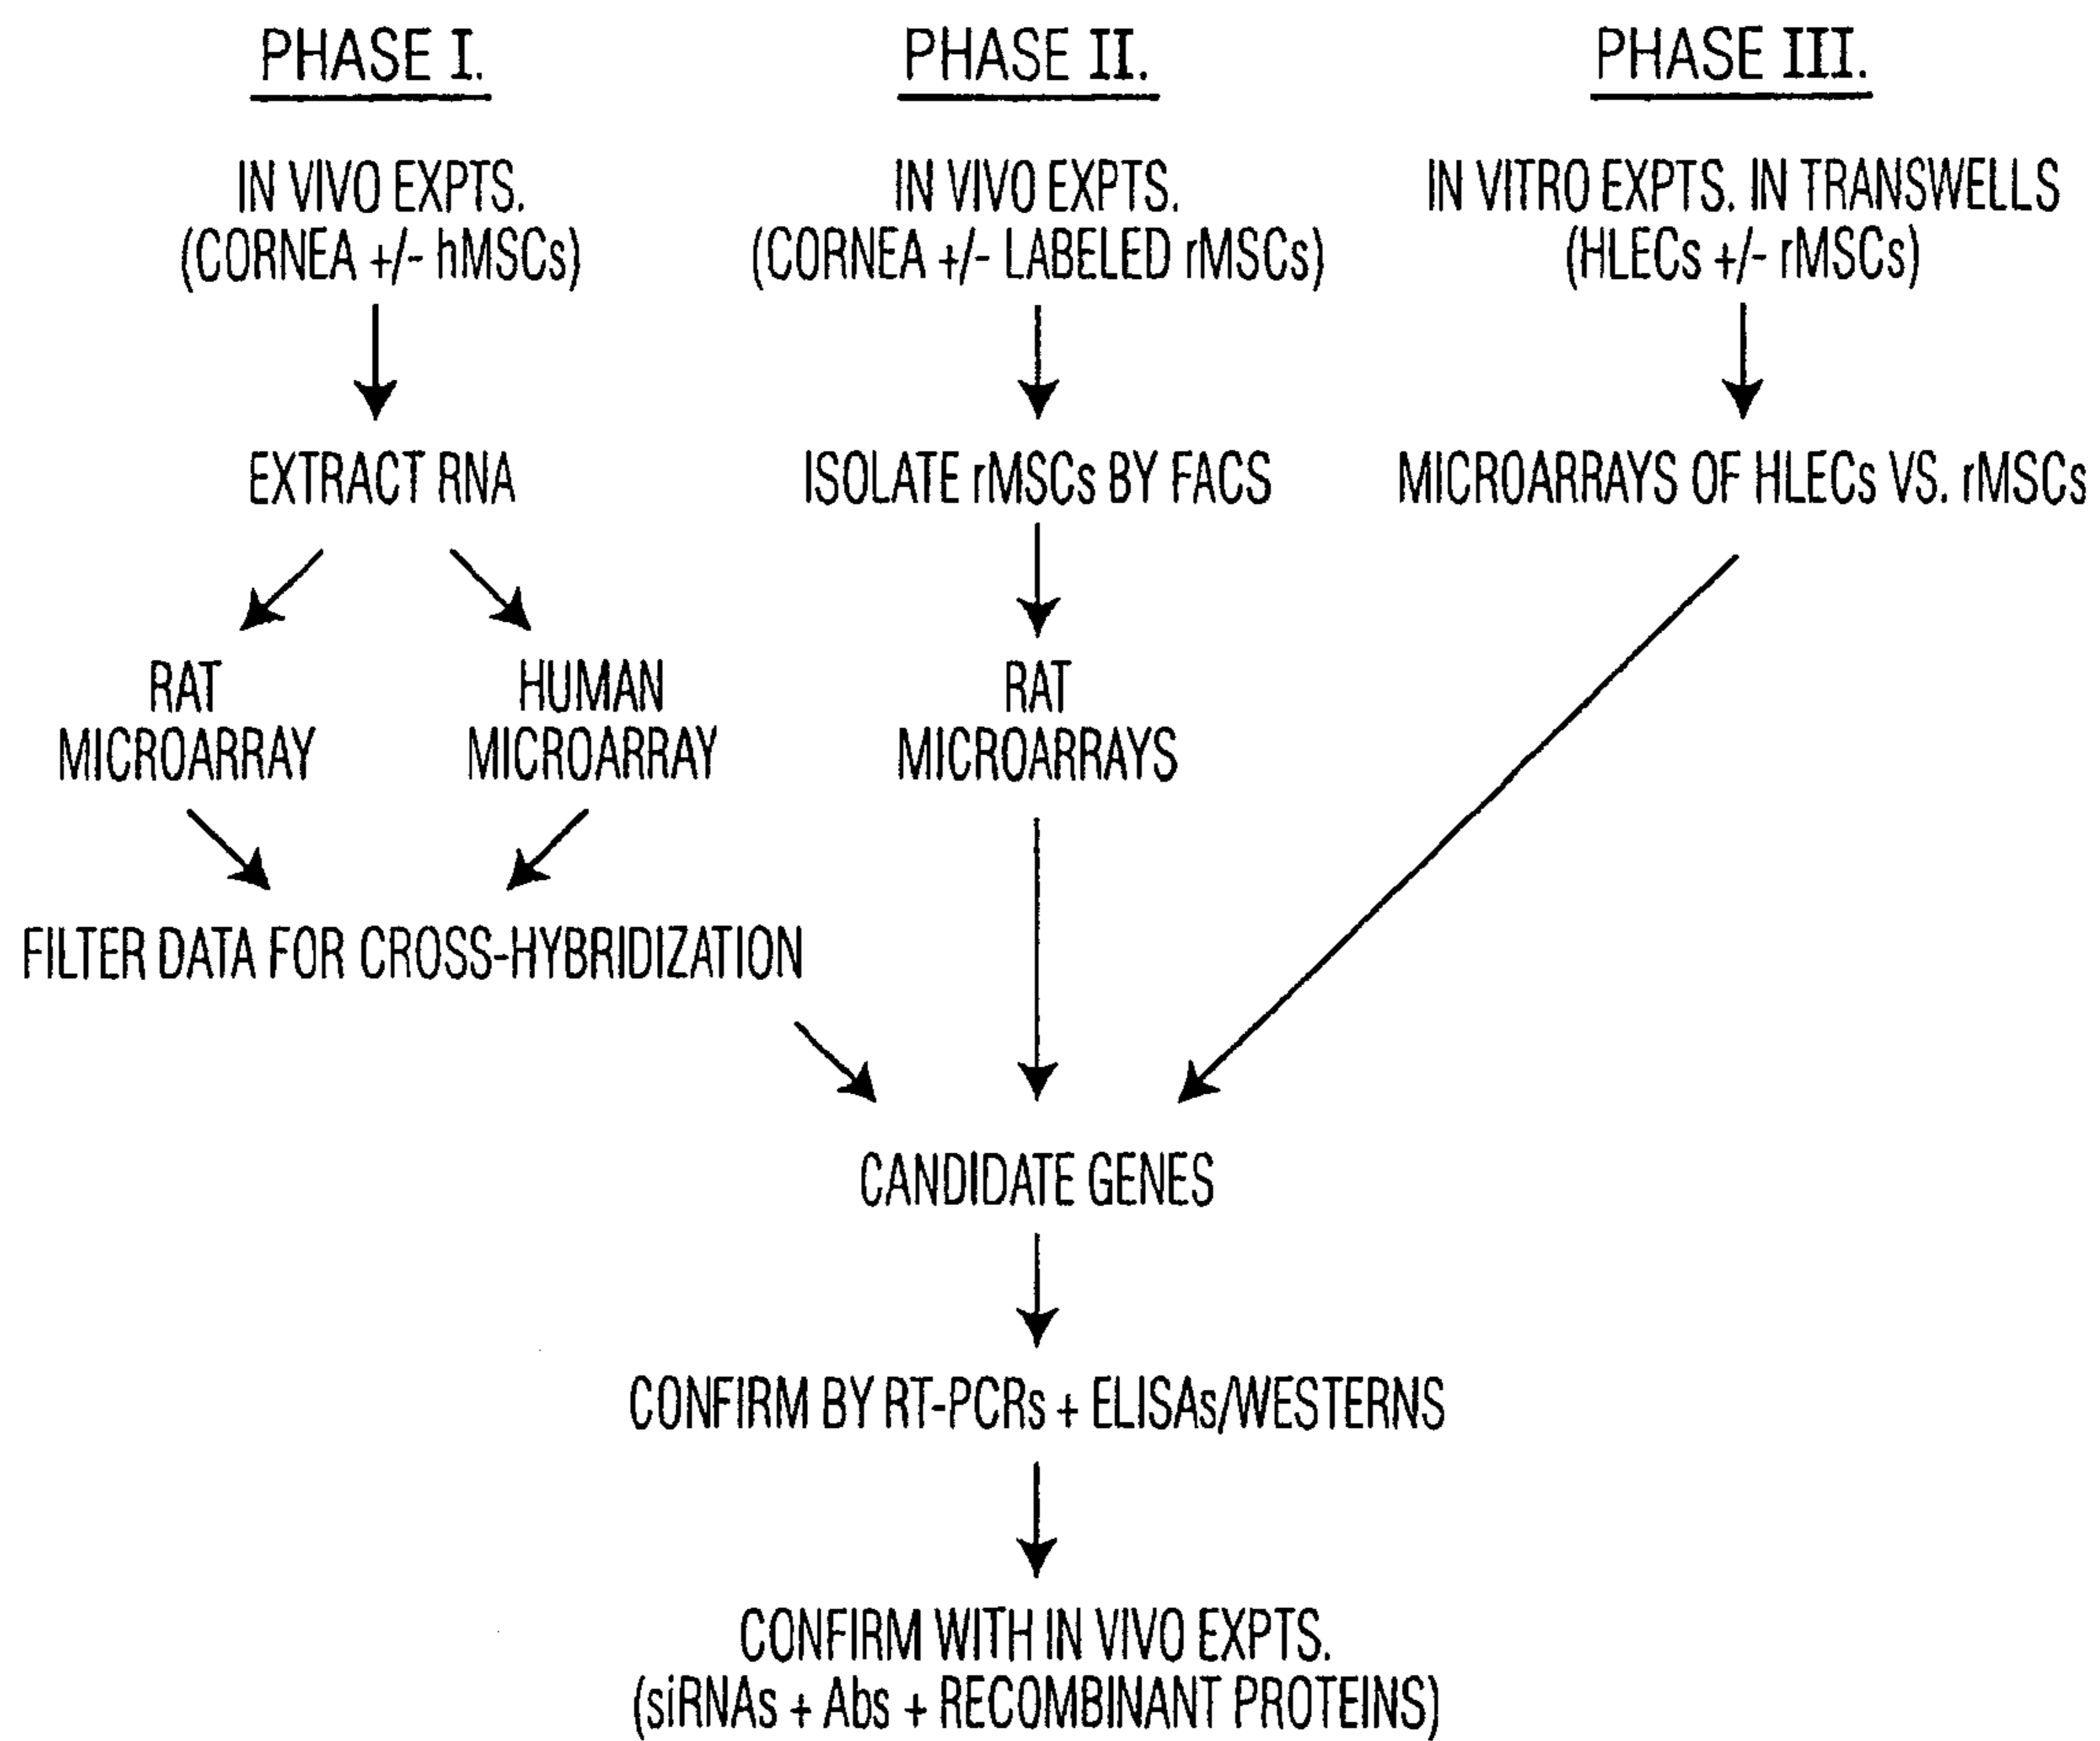 PHASE I.
IN VIVO EXPTS.
(CORNEA +/- hMSCs)
EXTRACT RNA
RAT
MICROARRAY
HUMAN
MICROARRAY
FILTER DATA FOR CROSS-HYBRIDIZATION
PHASE II.
IN VIVO EXPTS.
(CORNEA +/- LABELED rMSCs)
ISOLATE rMSCs BY FACS
RAT
MICROARRAYS
PHASE III.
IN VITRO EXPTS. IN TRANSWELLS
(HLECs +/- rMSCs)
MICROARRAYS OF HLECs VS. rMSCs
CANDIDATE GENES
CONFIRM BY RT-PCRs + ELISAs/WESTERNS
CONFIRM WITH IN VIVO EXPTS.
(siRNAs + Abs + RECOMBINANT PROTEINS)